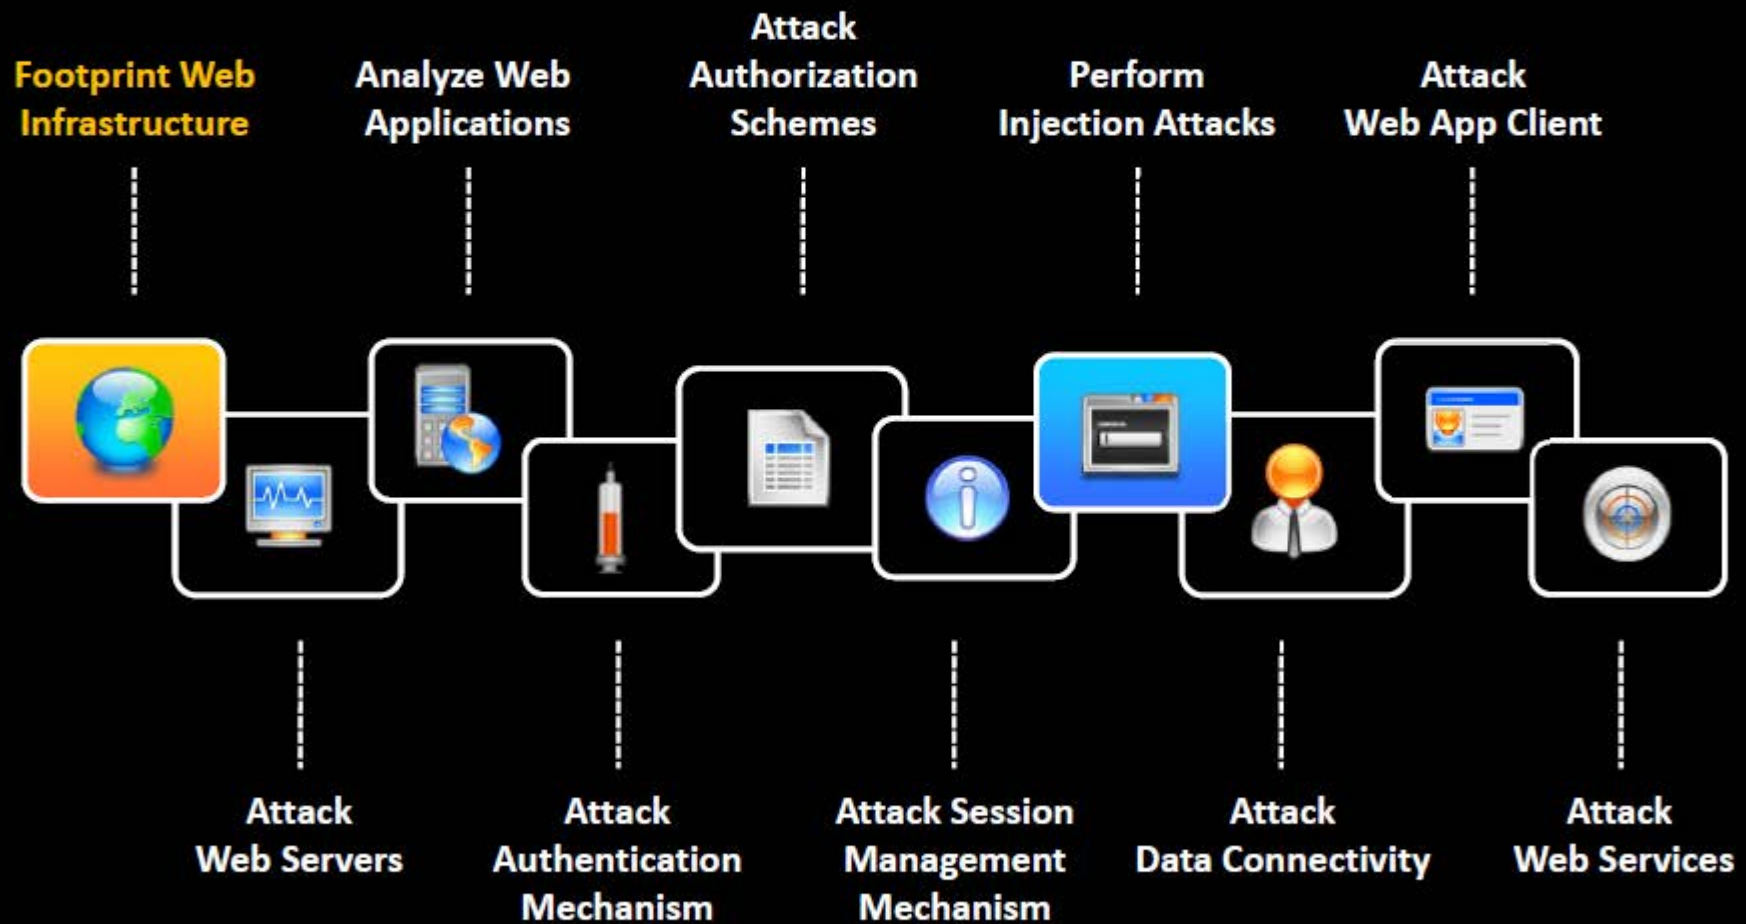 Footprint Web
Infrastructure
Analyze Web
Applications
Attack
Authorization
Schemes
Perform
Injection Attacks
Attack
Web App Client
Attack
Web Servers
Attack
Authentication
Mechanism
Attack Session
Management
Mechanism
Attack
Data Connectivity
Attack
Web Services